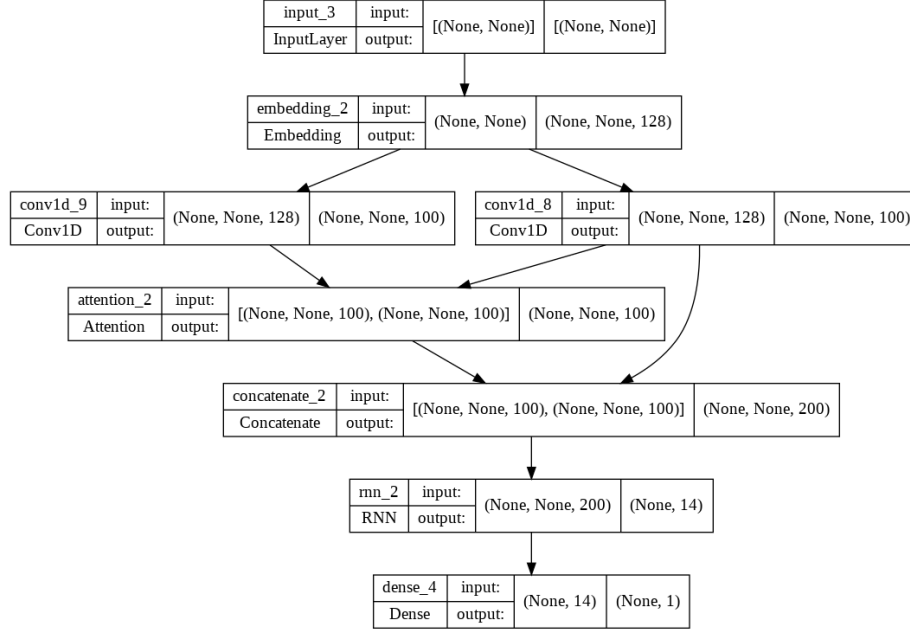 input_3 input: [(None, None)] [(None, None)]
InputLayer output:
embedding_2 input: (None, None) (None, None, 128)
Embedding output:
conv1d_9 input: (None, None, 128) (None, None, 100)
Conv1D output:
conv1d_8 input: (None, None, 128) (None, None, 100)
Conv1D output:
attention_2 input: [(None, None, 100), (None, None, 100)] (None, None, 100)
Attention output:
concatenate_2 input: [(None, None, 100), (None, None, 100)] (None, None, 200)
Concatenate output:
rnn_2 input: (None, None, 200) (None, 14)
RNN output:
dense_4 input: (None, 14) (None, 1)
Dense output: